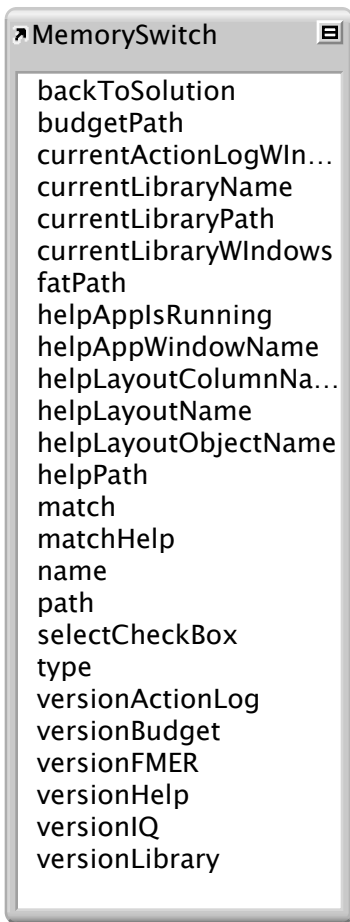 MemorySwitch
backToSolution
budgetPath
currentActionLogWIn...
currentLibraryName
currentLibraryPath
currentLibraryWIndows
fatPath
helpAppIsRunning
helpAppWindowName
helpLayoutColumnNa...
helpLayoutName
helpLayoutObjectName
helpPath
match
matchHelp
name
path
selectCheckBox
type
versionActionLog
versionBudget
versionFMER
versionHelp
versionIQ
versionLibrary